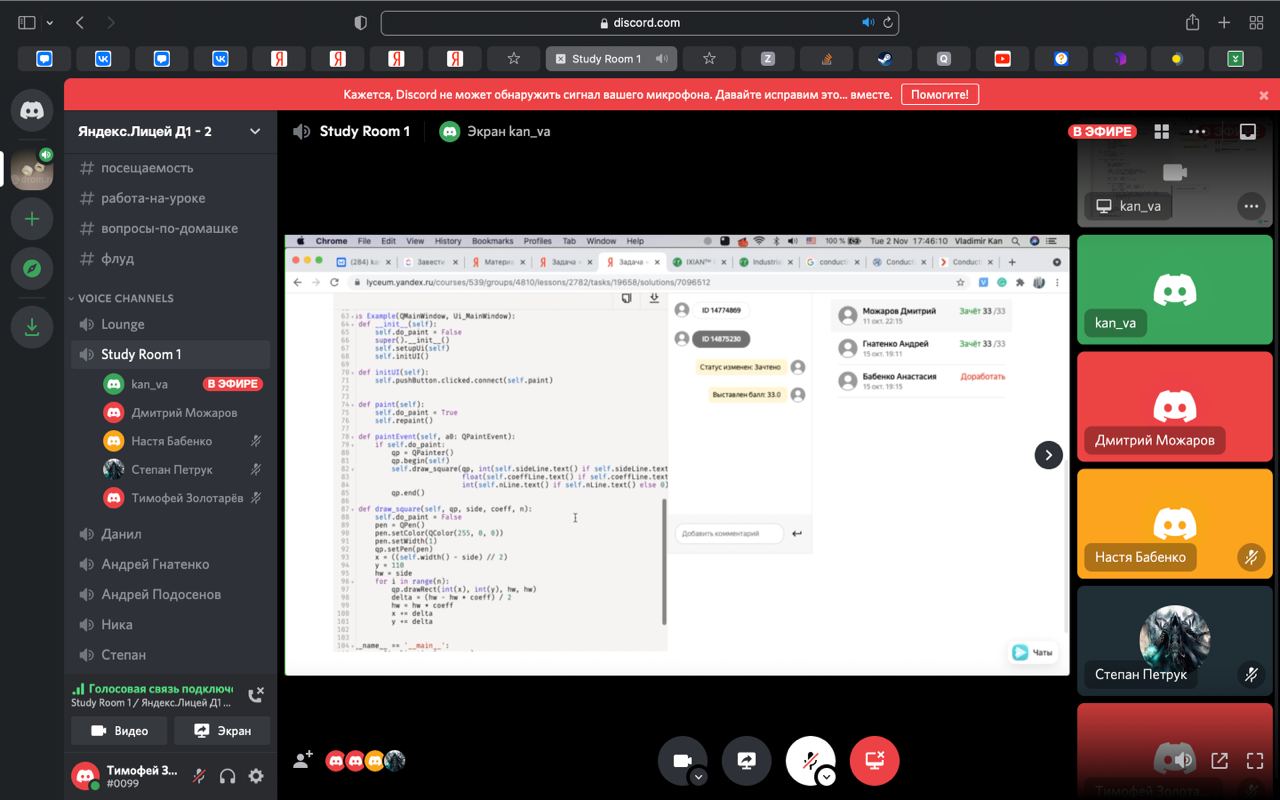 discord.com
Study Room 1
Кажется, Discord не может обнаружить сигнал вашего микрофона. Давайте исправим это... вместе.
Помогите!
Яндекс.Лицей Д1 - 2
посещаемость
работа-на-уроке
вопросы-по-домашке
флуд
VOICE CHANNELS
Lounge
Study Room 1
kan_va
В ЭФИРЕ
Дмитрий Можаров
Настя Бабенко
Степан Петрук
Тимофей Золотарёв
Данил
Андрей Гнатенко
Андрей Подосенов
Ника
Степан
Голосовая связь подключ
Study Room 1 / Яндекс.Лицей Д1 ...
Видео
Экран
Тимофей З...
#0099
Study Room 1
Экран kan_va
В ЭФИРЕ
Chrome File Edit View History Bookmarks Profiles Tab Window Help
100 %
Tue 2 Nov 17:46:10 Vladimir Kan
(284) ka
Завести
Матери
Задача
Задача
IXIAN
Industri
conducti
Conduct
Conduct
lyceum.yandex.ru/courses/539/groups/4810/lessons/2782/tasks/19658/solutions/7096512
63 is Example(QMainWindow, Ui_MainWindow):
64 def __init__(self):
65 self.do_paint = False
66 super().__init__()
67 self.setupUi(self)
68 self.initUI()
69
70 def initUI(self):
71 self.pushButton.clicked.connect(self.paint)
72
73
74 def paint(self):
75 self.do_paint = True
76 self.repaint()
77
78 def paintEvent(self, a0: QPaintEvent):
79 if self.do_paint:
80 qp = QPainter()
81 qp.begin(self)
82 self.draw_square(qp, int(self.sideLine.text() if self.sideLine.text
83 float(self.coeffLine.text() if self.coeffLine.text
84 int(self.nLine.text() if self.nLine.text() else 0)
85 qp.end()
86
87 def draw_square(self, qp, side, coeff, n):
88 self.do_paint = False
89 pen = QPen()
90 pen.setColor(QColor(255, 0, 0))
91 pen.setWidth(1)
92 qp.setPen(pen)
93 x = ((self.width() - side) // 2)
94 y = 110
95 hw = side
96 for i in range(n):
97 qp.drawRect(int(x), int(y), hw, hw)
98 delta = (hw - hw * coeff) / 2
99 hw = hw * coeff
100 x += delta
101 y += delta
102
103
104 __name__ == '__main__':
ID 14774869
ID 14875230
Статус изменен: Зачтено
Выставлен балл: 33.0
Добавить комментарий
Можаров Дмитрий
11 окт. 22:15
Зачёт 33 /33
Гнатенко Андрей
15 окт. 19:11
Зачёт 33 /33
Бабенко Анастасия
15 окт. 19:15
Доработать
Чаты
kan_va
kan_va
Дмитрий Можаров
Настя Бабенко
Степан Петрук
Тимофей Золота